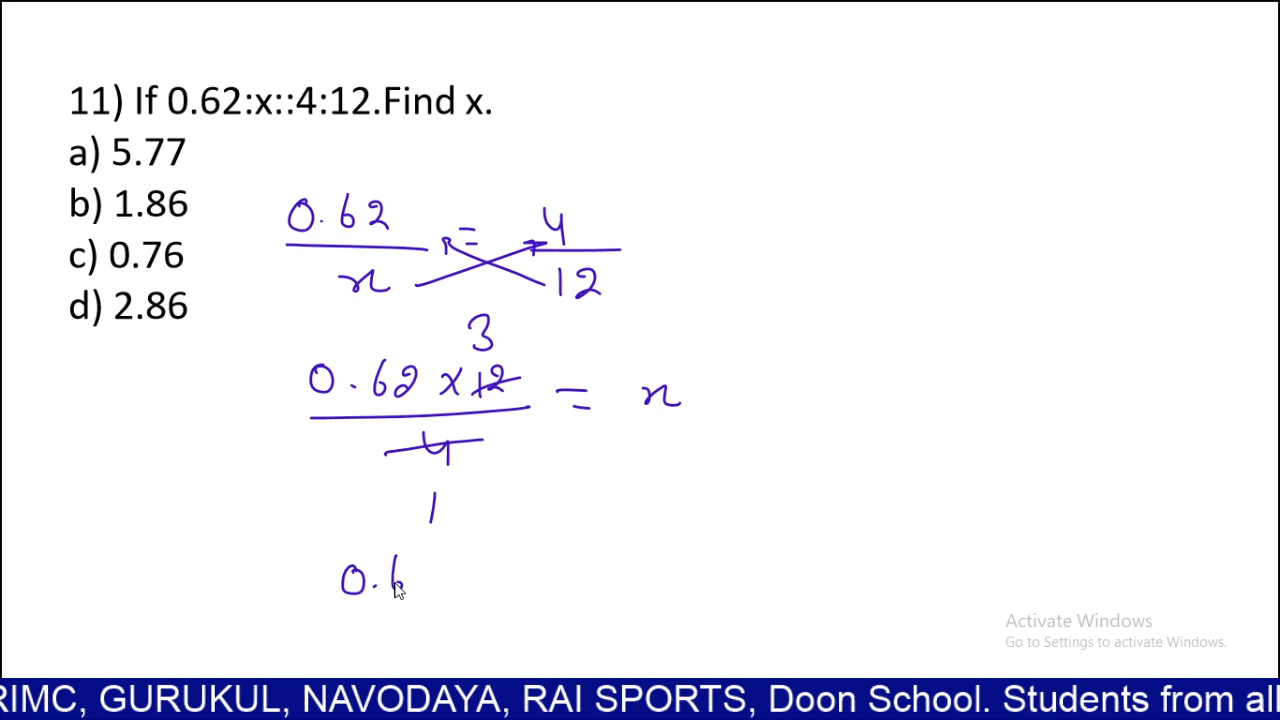 11) If 0.62:x::4:12.Find x.
a) 5.77
b) 1.86
c) 0.76
d) 2.86
0.62 = 4
x 12
3
0.62 x 12 = x
4
1
0.6
Activate Windows
Go to Settings to activate Windows.
RIMC, GURUKUL, NAVODAYA, RAI SPORTS, Doon School. Students from all